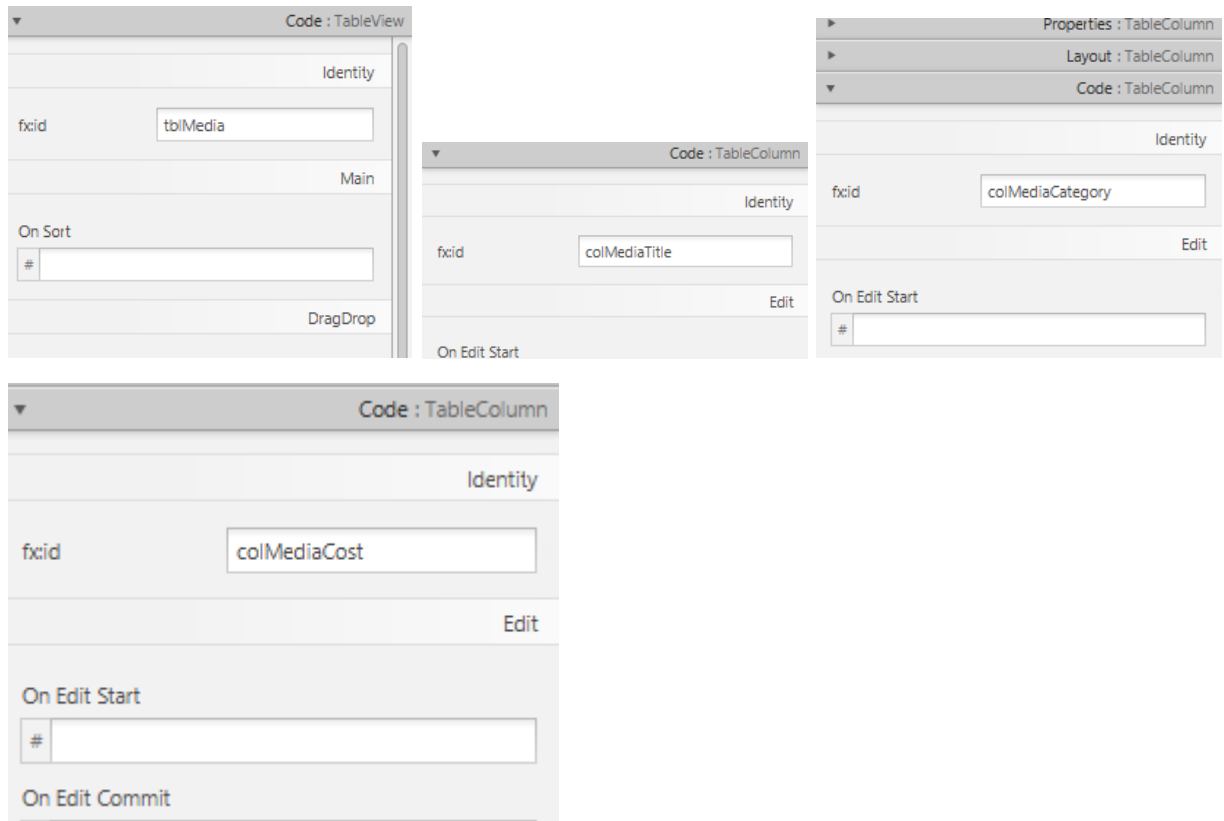 Code : TableView
Identity
fx:id tblMedia
Main
On Sort
#
DragDrop
Code : TableColumn
Identity
fx:id colMediaTitle
Edit
On Edit Start
Properties : TableColumn
Layout : TableColumn
Code : TableColumn
Identity
fx:id colMediaCategory
Edit
On Edit Start
#
Code : TableColumn
Identity
fx:id colMediaCost
Edit
On Edit Start
#
On Edit Commit